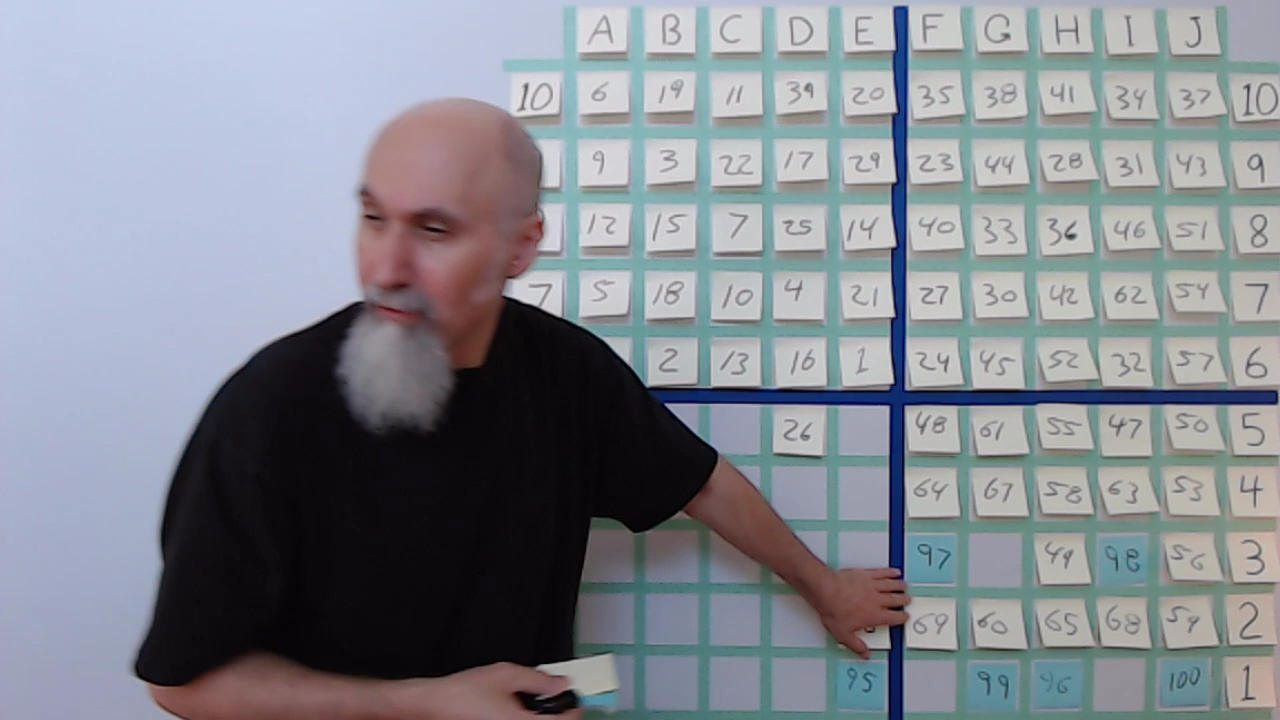 A B C D E F G H I J
10 6 19 11 39 20 35 38 41 34 37 10
9 3 22 17 29 23 44 28 31 43 9
12 15 7 25 14 40 33 36 46 51 8
7 5 18 10 4 21 27 30 42 62 54 7
2 13 16 1 24 45 52 32 57 6
26 48 61 55 47 50 5
64 67 58 63 53 4
97 49 98 56 3
69 60 65 68 59 2
95 99 96 100 1